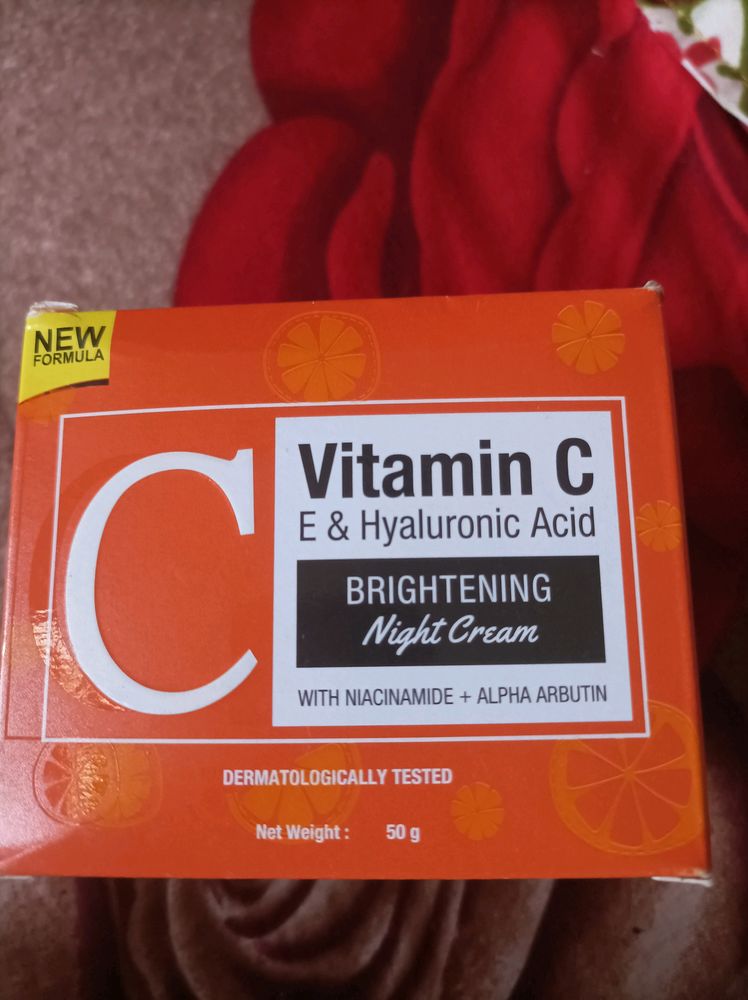 NEW
FORMULA
C
Vitamin C
E & Hyaluronic Acid
BRIGHTENING
Night Cream
WITH NIACINAMIDE + ALPHA ARBUTIN
DERMATOLOGICALLY TESTED
Net Weight : 50 g